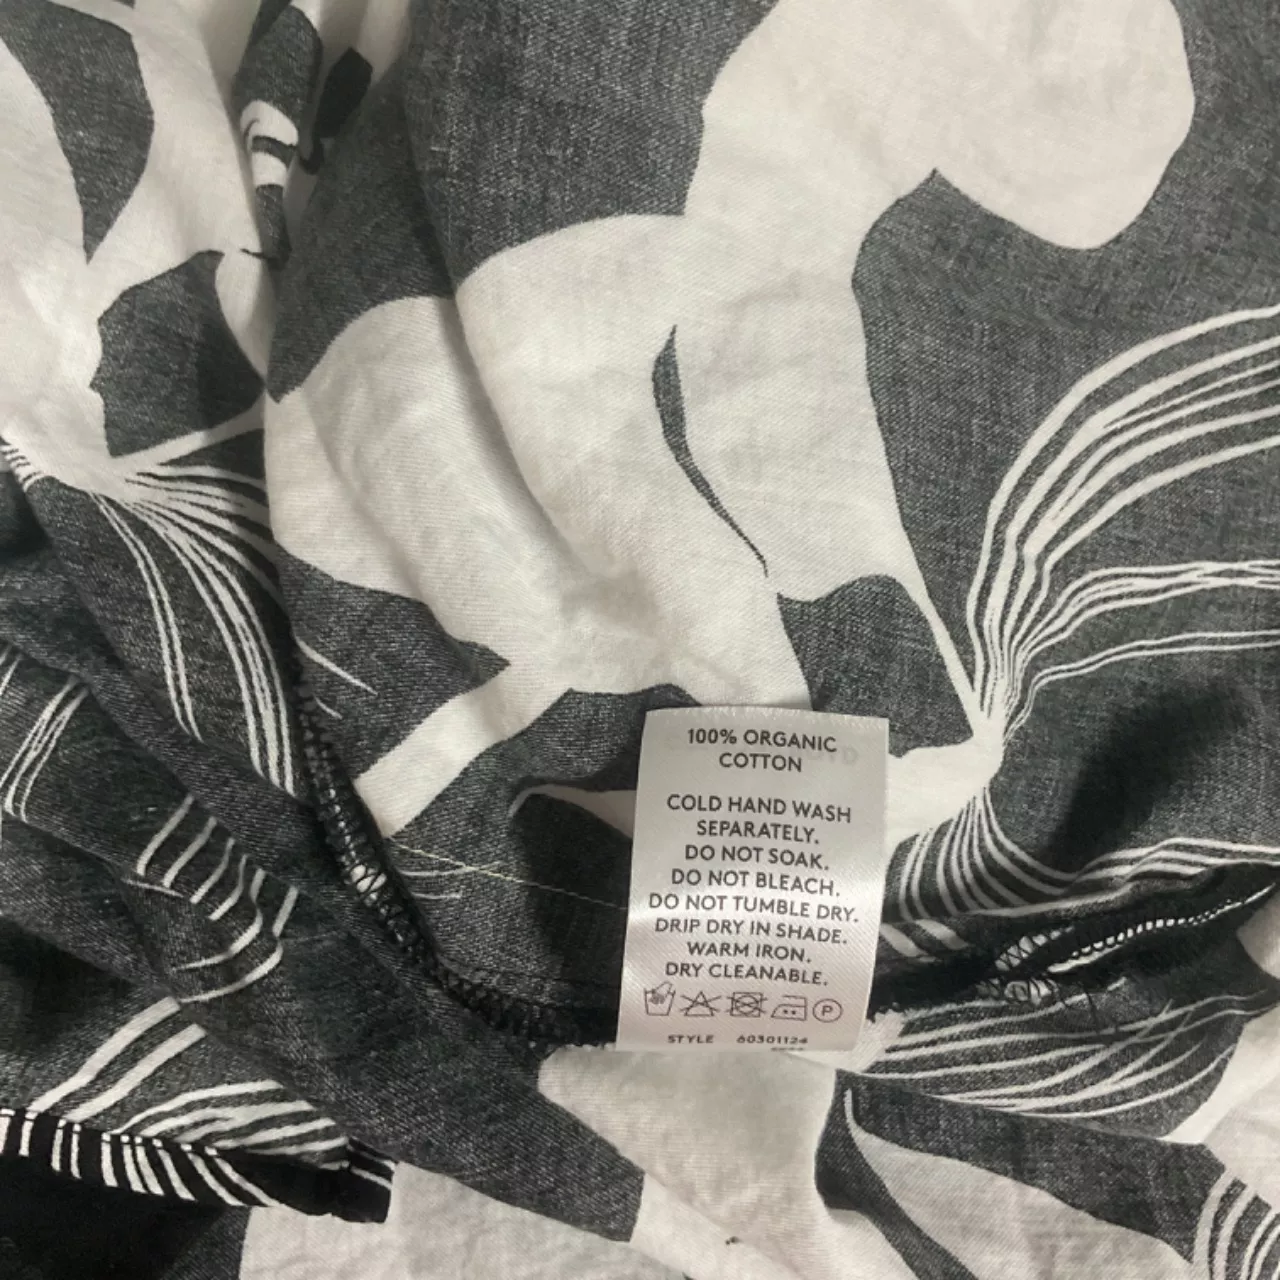 100% ORGANIC
COTTON
COLD HAND WASH
SEPARATELY.
DO NOT SOAK.
DO NOT BLEACH.
DO NOT TUMBLE DRY.
DRIP DRY IN SHADE.
WARM IRON.
DRY CLEANABLE.
P
STYLE 60301124